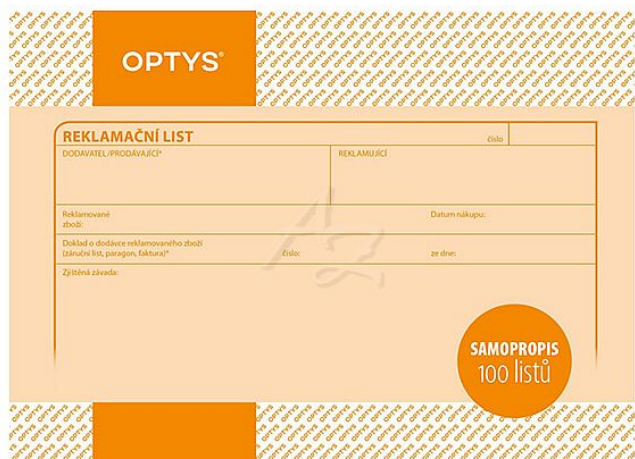 OPTYS®
REKLAMAČNÍ LIST
číslo
DODAVATEL/PRODÁVAJÍCÍ*
REKLAMUJÍCÍ
Reklamované
zboží:
Datum nákupu:
Doklad o dodávce reklamovaného zboží
(záruční list, paragon, faktura)*
číslo:
ze dne:
Zjištěná závada:
SAMOPROPIS
100 listů